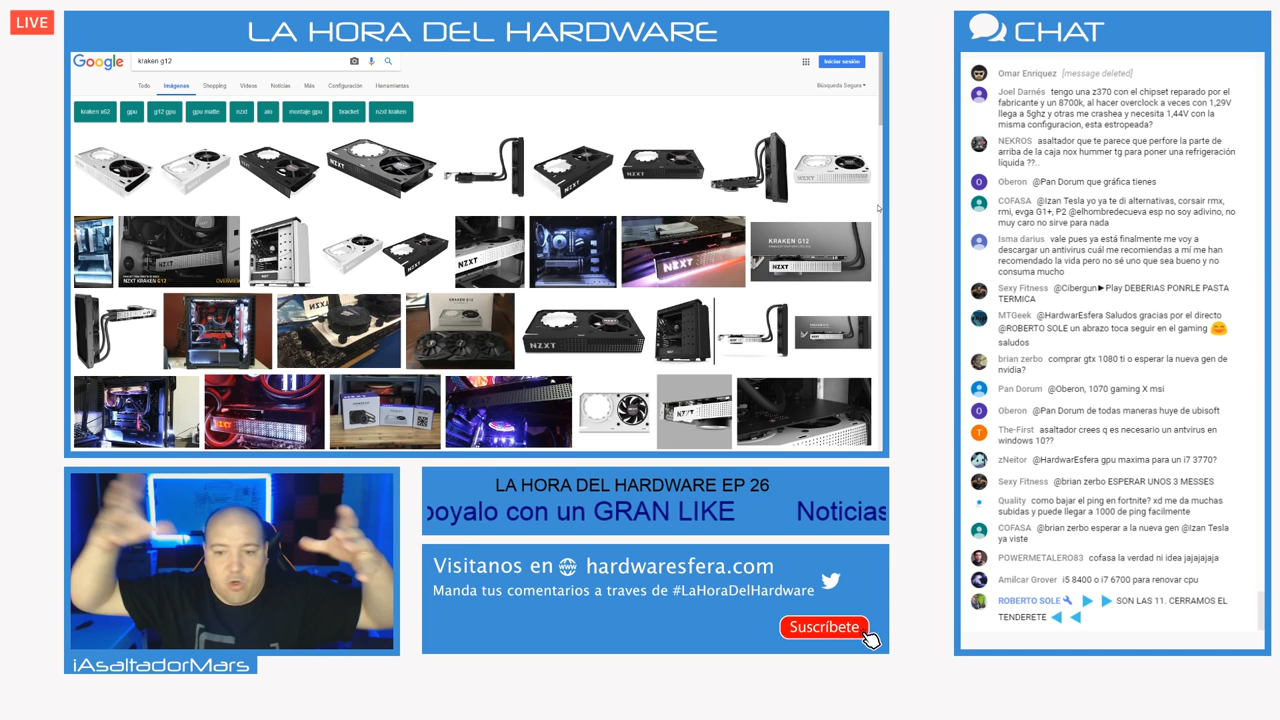 LIVE
LA HORA DEL HARDWARE
Google
kraken g12
Iniciar sesión
Todo
Imágenes
Shopping
Vídeos
Noticias
Más
Configuración
Herramientas
Búsqueda Segura
kraken x62
gpu
g12 gpu
gpu matte
nzxt
aio
montaje gpu
bracket
nzxt kraken
NZXT
NZXT
NZXT
NZXT
NZXT
NZXT
NZXT KRAKEN G12
OVERVIEW
NZXT
NZXT
NZXT
KRAKEN G12
NZXT
NZXT
LA HORA DEL HARDWARE EP 26
poyalo con un GRAN LIKE
Noticias
Visitanos en hardwaresfera.com
Manda tus comentarios a traves de #LaHoraDelHardware
Suscríbete
iAsaltadorMars
CHAT
Omar Enriquez [message deleted]
Joel Darnés tengo una z370 con el chipset reparado por el
fabricante y un 8700k, al hacer overclock a veces con 1,29V
llega a 5ghz y otras me crashea y necesita 1,44V con la
misma configuracion, esta estropeada?
NEKROS asaltador que te parece que perfore la parte de
arriba de la caja nox hummer tg para poner una refrigeración
líquida ??..
Oberon @Pan Dorum que gráfica tienes
COFASA @Izan Tesla yo ya te di alternativas, corsair rmx,
rmi, evga G1+, P2 @elhombredecueva esp no soy adivino, no
muy caro no sirve para nada
Isma darius vale pues ya está finalmente me voy a
descargar un antivirus cuál me recomiendas a mí me han
recomendado la vida pero no sé uno que sea bueno y no
consuma mucho
Sexy Fitness @Cibergun►Play DEBERIAS PONRLE PASTA
TERMICA
MTGeek @HardwarEsfera Saludos gracias por el directo
@ROBERTO SOLE un abrazo toca seguir en el gaming
saludos
brian zerbo comprar gtx 1080 ti o esperar la nueva gen de
nvidia?
Pan Dorum @Oberon, 1070 gaming X msi
Oberon @Pan Dorum de todas maneras huye de ubisoft
The-First asaltador crees q es necesario un antvirus en
windows 10??
zNeitor @HardwarEsfera gpu maxima para un i7 3770?
Sexy Fitness @brian zerbo ESPERAR UNOS 3 MESSES
Quality como bajar el ping en fortnite? xd me da muchas
subidas y puede llegar a 1000 de ping facilmente
COFASA @brian zerbo esperar a la nueva gen @Izan Tesla
ya viste
POWERMETALERO83 cofasa la verdad ni idea jajajajaja
Amilcar Grover i5 8400 o i7 6700 para renovar cpu
ROBERTO SOLE SON LAS 11. CERRAMOS EL
TENDERETE